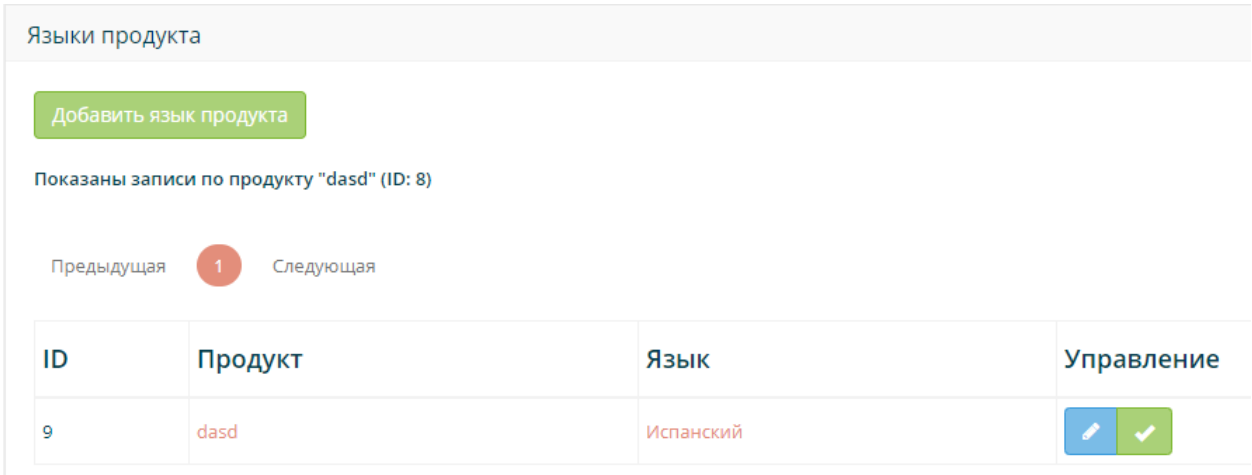 Языки продукта
Добавить язык продукта
Показаны записи по продукту "dasd" (ID: 8)
Предыдущая 1 Следующая
ID Продукт Язык Управление
9 dasd Испанский